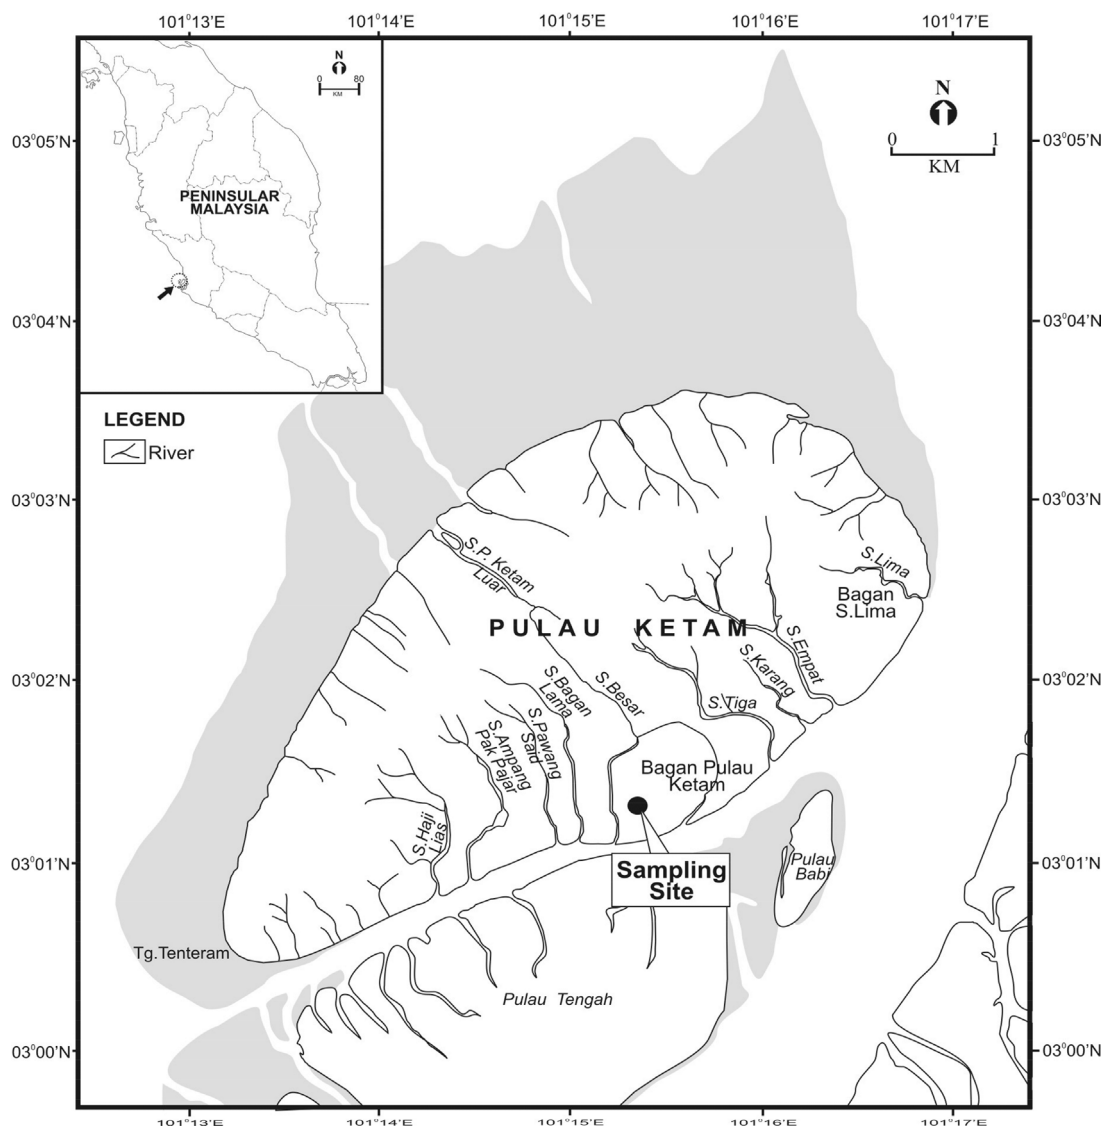 101°13'E 101°14'E 101°15'E 101°16'E 101°17'E
N
0 80
KM
PENINSULAR
MALAYSIA
N
0 1
KM
03°05'N 03°05'N
03°04'N 03°04'N
LEGEND
River
03°03'N 03°03'N
S.P. Ketam
Luar
S.Lima
Bagan
S.Lima
PULAU KETAM
S.Empat
S.Karang
03°02'N 03°02'N
S.Besar
S.Tiga
S.Bagan
Lama
S.Pawang
Said
S.Ampang
Pak Pajar
Bagan Pulau
Ketam
S.Haji
Lias
03°01'N 03°01'N
Sampling
Site
Pulau
Babi
Tg.Tenteram
Pulau Tengah
03°00'N 03°00'N
101°13'E 101°14'E 101°15'E 101°16'E 101°17'E